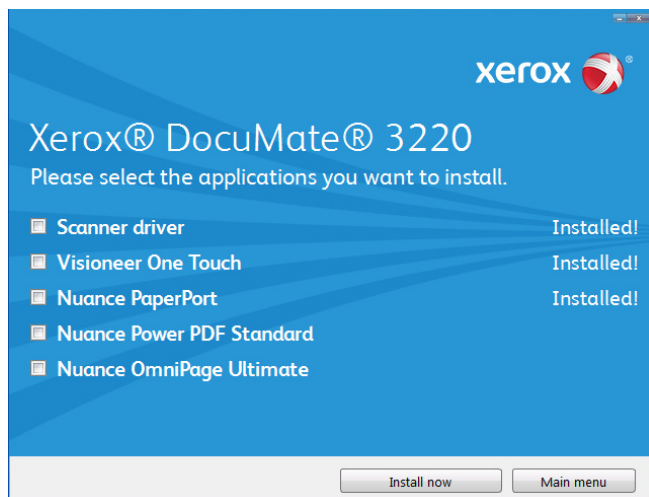 xerox ®
Xerox® DocuMate® 3220
Please select the applications you want to install.
Scanner driver Installed!
Visioneer One Touch Installed!
Nuance PaperPort Installed!
Nuance Power PDF Standard
Nuance OmniPage Ultimate
Install now Main menu